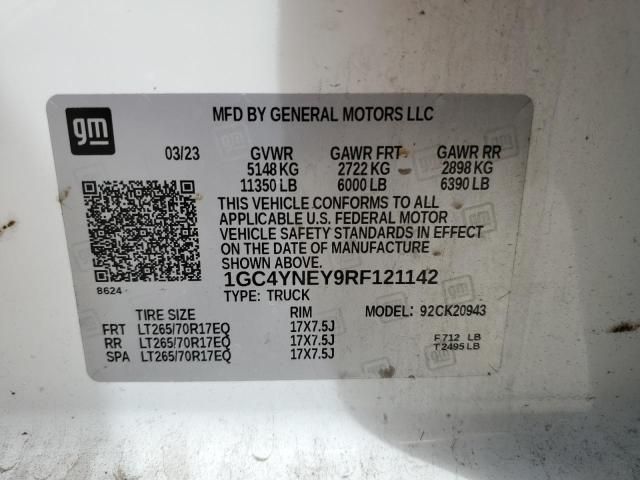 gm
MFD BY GENERAL MOTORS LLC
03/23 GVWR GAWR FRT GAWR RR
5148 KG 2722 KG 2898 KG
11350 LB 6000 LB 6390 LB
THIS VEHICLE CONFORMS TO ALL
APPLICABLE U.S. FEDERAL MOTOR
VEHICLE SAFETY STANDARDS IN EFFECT
ON THE DATE OF MANUFACTURE
SHOWN ABOVE.
8624
1GC4YNEY9RF121142
TYPE: TRUCK
TIRE SIZE RIM MODEL: 92CK20943
FRT LT265/70R17EQ 17X7.5J
RR LT265/70R17EQ 17X7.5J
SPA LT265/70R17EQ 17X7.5J
F 712 LB
T 2495 LB